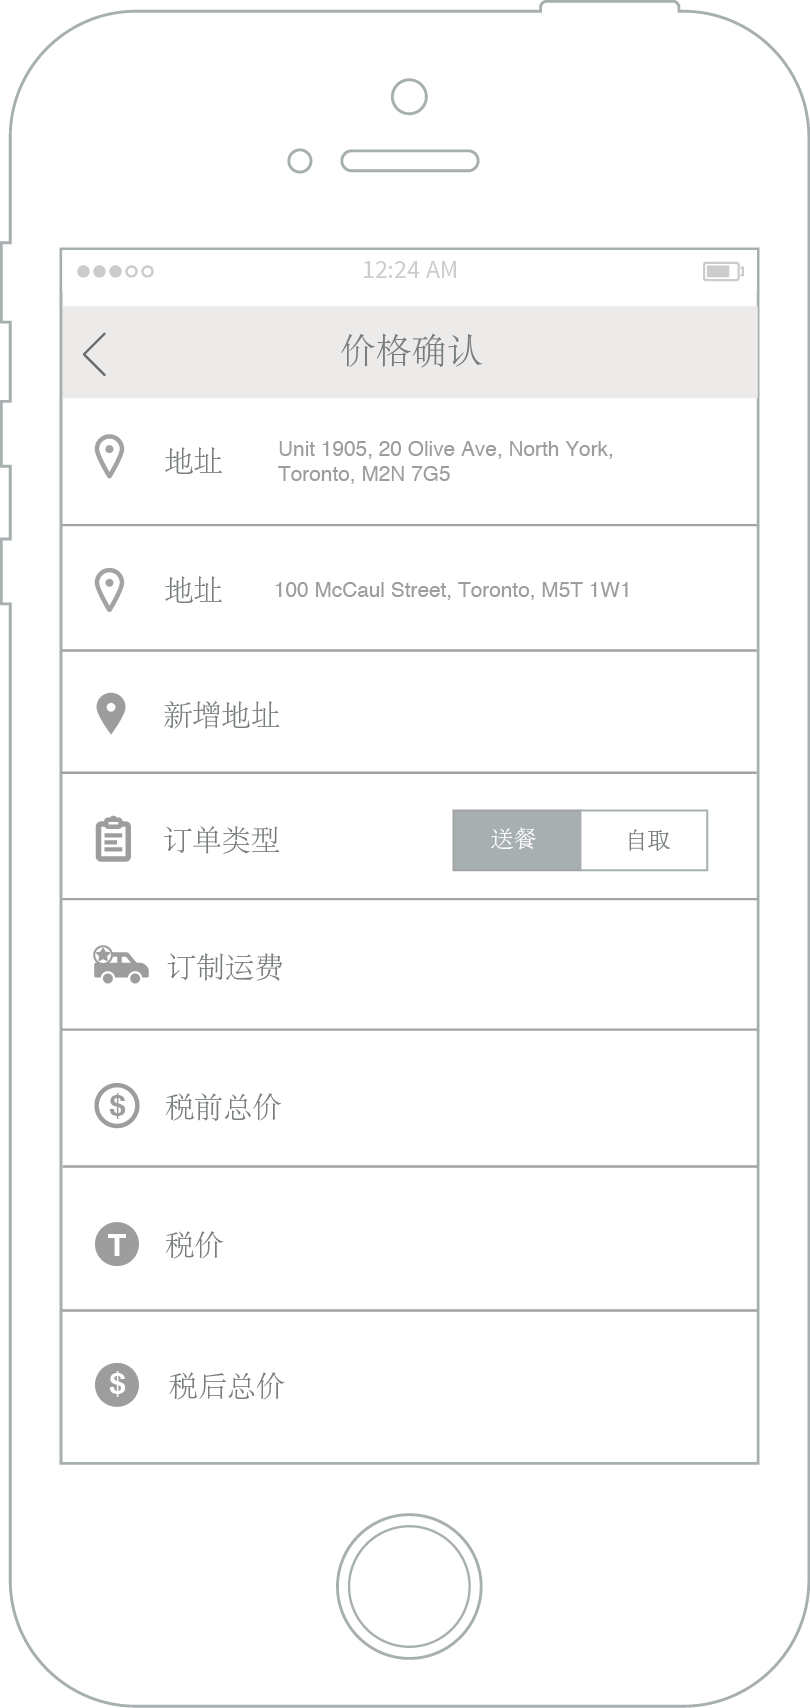 12:24 AM
价格确认
地址
Unit 1905, 20 Olive Ave, North York,
Toronto, M2N 7G5
地址
100 McCaul Street, Toronto, M5T 1W1
新增地址
订单类型
送餐
自取
订制运费
$
税前总价
T
税价
$
税后总价